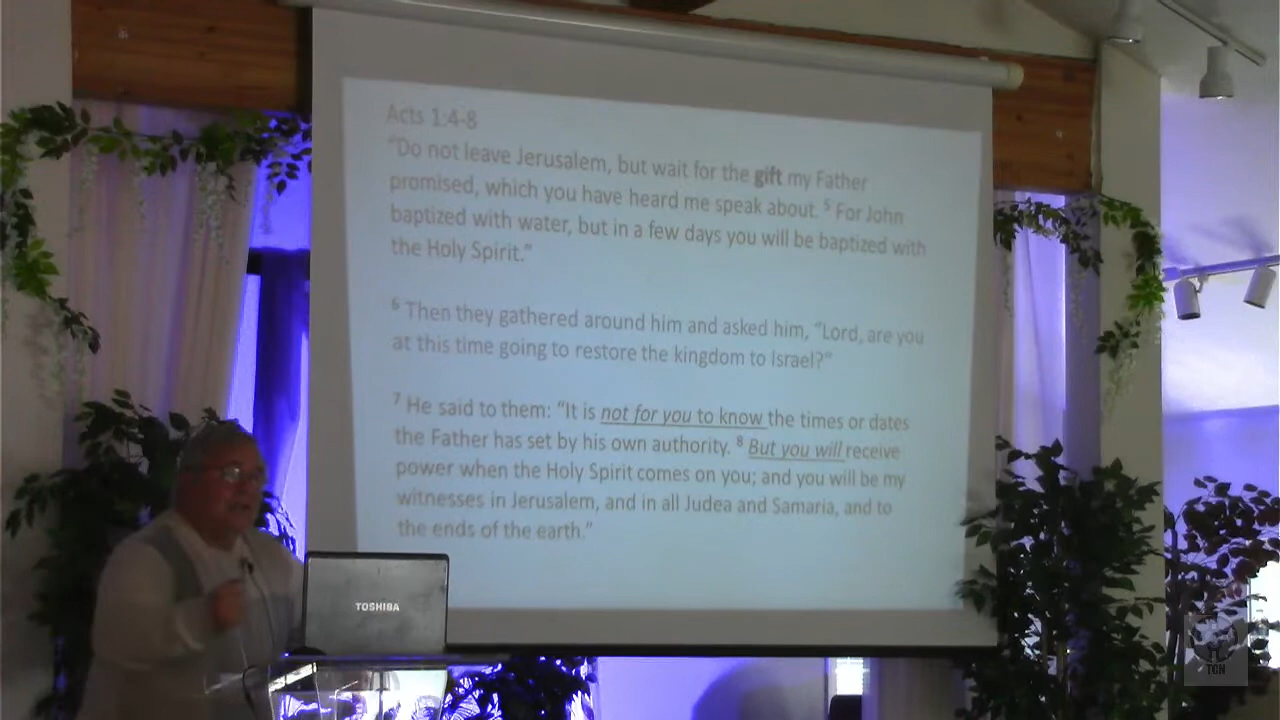 Acts 1:4-8
“Do not leave Jerusalem, but wait for the gift my Father
promised, which you have heard me speak about. 5 For John
baptized with water, but in a few days you will be baptized with
the Holy Spirit.”
6 Then they gathered around him and asked him, “Lord, are you
at this time going to restore the kingdom to Israel?”
7 He said to them: “It is not for you to know the times or dates
the Father has set by his own authority. 8 But you will receive
power when the Holy Spirit comes on you; and you will be my
witnesses in Jerusalem, and in all Judea and Samaria, and to
the ends of the earth.”
TOSHIBA
TGN